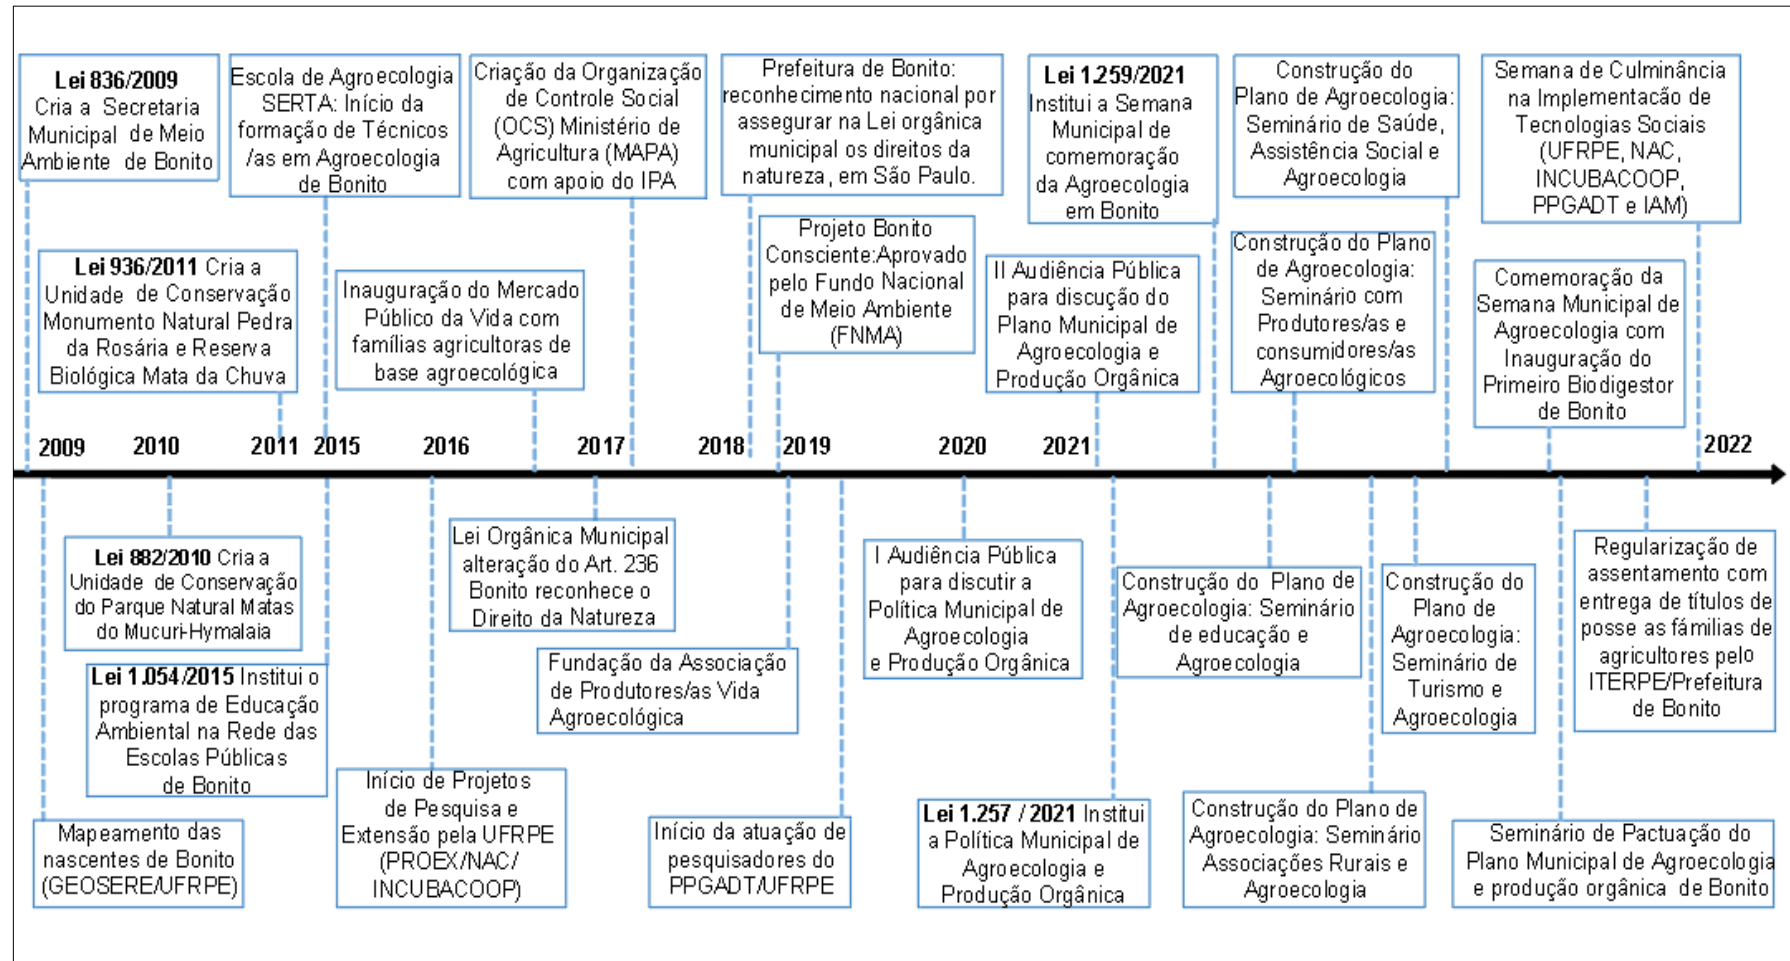 Lei 836/2009
Cria a Secretaria
Municipal de Meio
Ambiente de Bonito
Escola de Agroecologia
SERTA: Início da
formação de Técnicos
/as em Agroecologia
de Bonito
Criação da Organização
de Controle Social
(OCS) Ministério de
Agricultura (MAPA)
com apoio do IPA
Prefeitura de Bonito:
reconhecimento nacional por
assegurar na Lei orgânica
municipal os direitos da
natureza, em São Paulo.
Lei 1.259/2021
Institui a Semana
Municipal de
comemoração
da Agroecologia
em Bonito
Construção do
Plano de Agroecologia:
Seminário de Saúde,
Assistência Social e
Agroecologia
Semana de Culminância
na Implementacão de
Tecnologias Sociais
(UFRPE, NAC,
INCUBACOOP,
PPGADT e IAM)
Lei 936/2011 Cria a
Unidade de Conservação
Monumento Natural Pedra
da Rosária e Reserva
Biológica Mata da Chuva
Inauguração do Mercado
Público da Vida com
famílias agricultoras de
base agroecológica
Projeto Bonito
Consciente:Aprovado
pelo Fundo Nacional
de Meio Ambiente
(FNMA)
II Audiência Pública
para discução do
Plano Municipal de
Agroecologia e
Produção Orgânica
Construção do Plano
de Agroecologia:
Seminário com
Produtores/as e
consumidores/as
Agroecológicos
Comemoração da
Semana Municipal de
Agroecologia com
Inauguração do
Primeiro Biodigestor
de Bonito
2009 2010 2011 2015 2016 2017 2018 2019 2020 2021 2022
Lei 882/2010 Cria a
Unidade de Conservação
do Parque Natural Matas
do Mucuri-Hymalaia
Lei Orgânica Municipal
alteração do Art. 236
Bonito reconhece o
Direito da Natureza
I Audiência Pública
para discutir a
Política Municipal de
Agroecologia
e Produção Orgânica
Construção do Plano de
Agroecologia: Seminário
de educação e
Agroecologia
Construção do
Plano de
Agroecologia:
Seminário de
Turismo e
Agroecologia
Regularização de
assentamento com
entrega de títulos de
posse as fámilias de
agricultores pelo
ITERPE/Prefeitura
de Bonito
Lei 1.054/2015 Institui o
programa de Educação
Ambiental na Rede das
Escolas Públicas
de Bonito
Fundação da Associação
de Produtores/as Vida
Agroecológica
Mapeamento das
nascentes de Bonito
(GEOSERE/UFRPE)
Início de Projetos
de Pesquisa e
Extensão pela UFRPE
(PROEX/NAC/
INCUBACOOP)
Início da atuação de
pesquisadores do
PPGADT/UFRPE
Lei 1.257 / 2021 Institui
a Política Municipal de
Agroecologia e
Produção Orgânica
Construção do Plano de
Agroecologia: Seminário
Associações Rurais e
Agroecologia
Seminário de Pactuação do
Plano Municipal de Agroecologia
e produção orgânica de Bonito